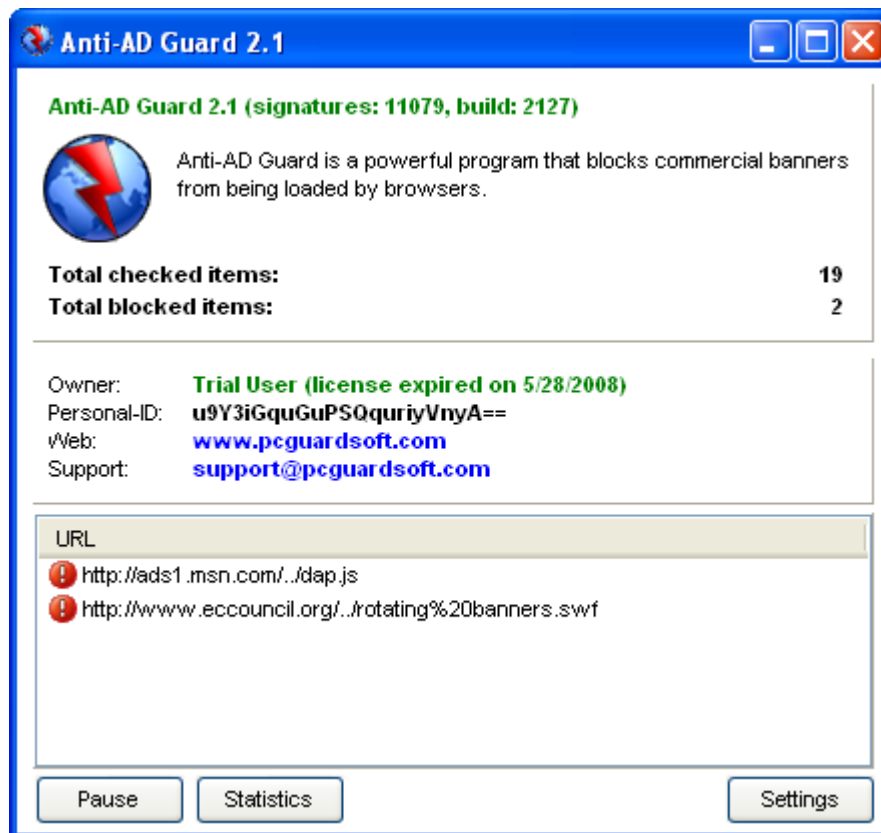 Anti-AD Guard 2.1
Anti-AD Guard 2.1 (signatures: 11079, build: 2127)
Anti-AD Guard is a powerful program that blocks commercial banners
from being loaded by browsers.
Total checked items: 19
Total blocked items: 2
Owner: Trial User (license expired on 5/28/2008)
Personal-ID: u9Y3iGquGuPSQquriyVnyA==
Web: www.pcguardsoft.com
Support: support@pcguardsoft.com
URL
http://ads1.msn.com/../dap.js
http://www.eccouncil.org/../rotating%20banners.swf
Pause Statistics Settings